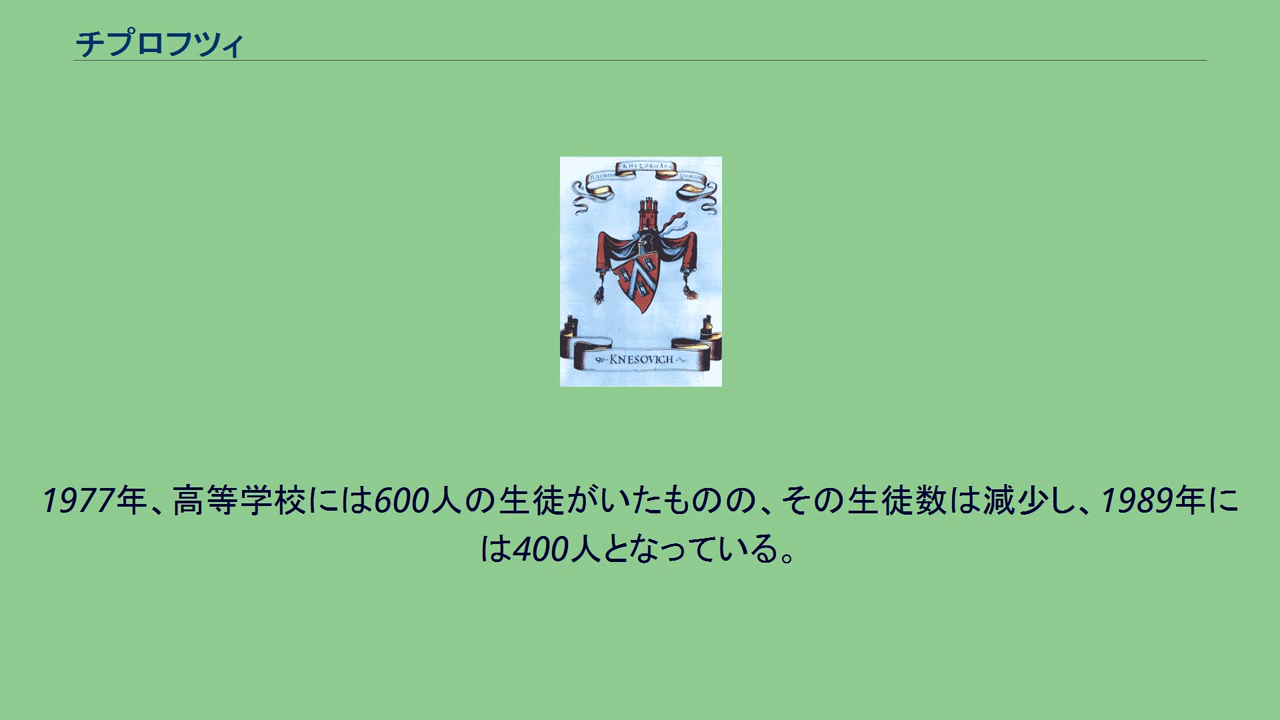 チプロフツィ
KNESOVICH
1977年、高等学校には600人の生徒がいたものの、その生徒数は減少し、1989年に
は400人となっている。